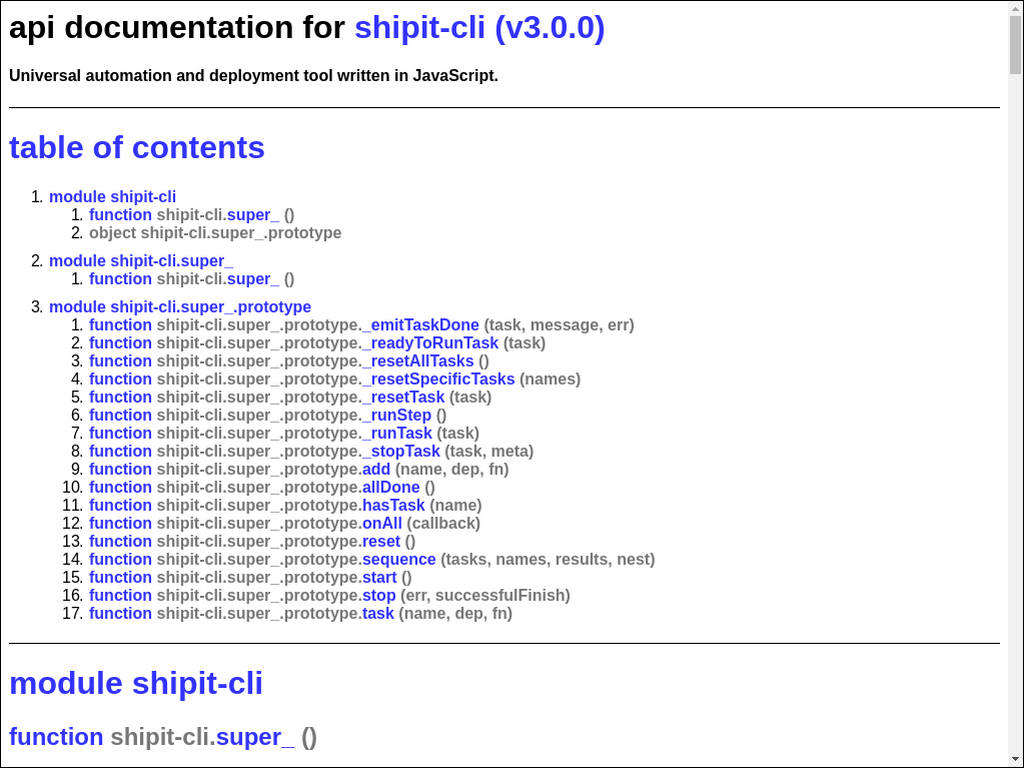 api documentation for shipit-cli (v3.0.0)
Universal automation and deployment tool written in JavaScript.
table of contents
1. module shipit-cli
1. function shipit-cli.super_ ()
2. object shipit-cli.super_.prototype
2. module shipit-cli.super_
1. function shipit-cli.super_ ()
3. module shipit-cli.super_.prototype
1. function shipit-cli.super_.prototype._emitTaskDone (task, message, err)
2. function shipit-cli.super_.prototype._readyToRunTask (task)
3. function shipit-cli.super_.prototype._resetAllTasks ()
4. function shipit-cli.super_.prototype._resetSpecificTasks (names)
5. function shipit-cli.super_.prototype._resetTask (task)
6. function shipit-cli.super_.prototype._runStep ()
7. function shipit-cli.super_.prototype._runTask (task)
8. function shipit-cli.super_.prototype._stopTask (task, meta)
9. function shipit-cli.super_.prototype.add (name, dep, fn)
10. function shipit-cli.super_.prototype.allDone ()
11. function shipit-cli.super_.prototype.hasTask (name)
12. function shipit-cli.super_.prototype.onAll (callback)
13. function shipit-cli.super_.prototype.reset ()
14. function shipit-cli.super_.prototype.sequence (tasks, names, results, nest)
15. function shipit-cli.super_.prototype.start ()
16. function shipit-cli.super_.prototype.stop (err, successfulFinish)
17. function shipit-cli.super_.prototype.task (name, dep, fn)
module shipit-cli
function shipit-cli.super_ ()